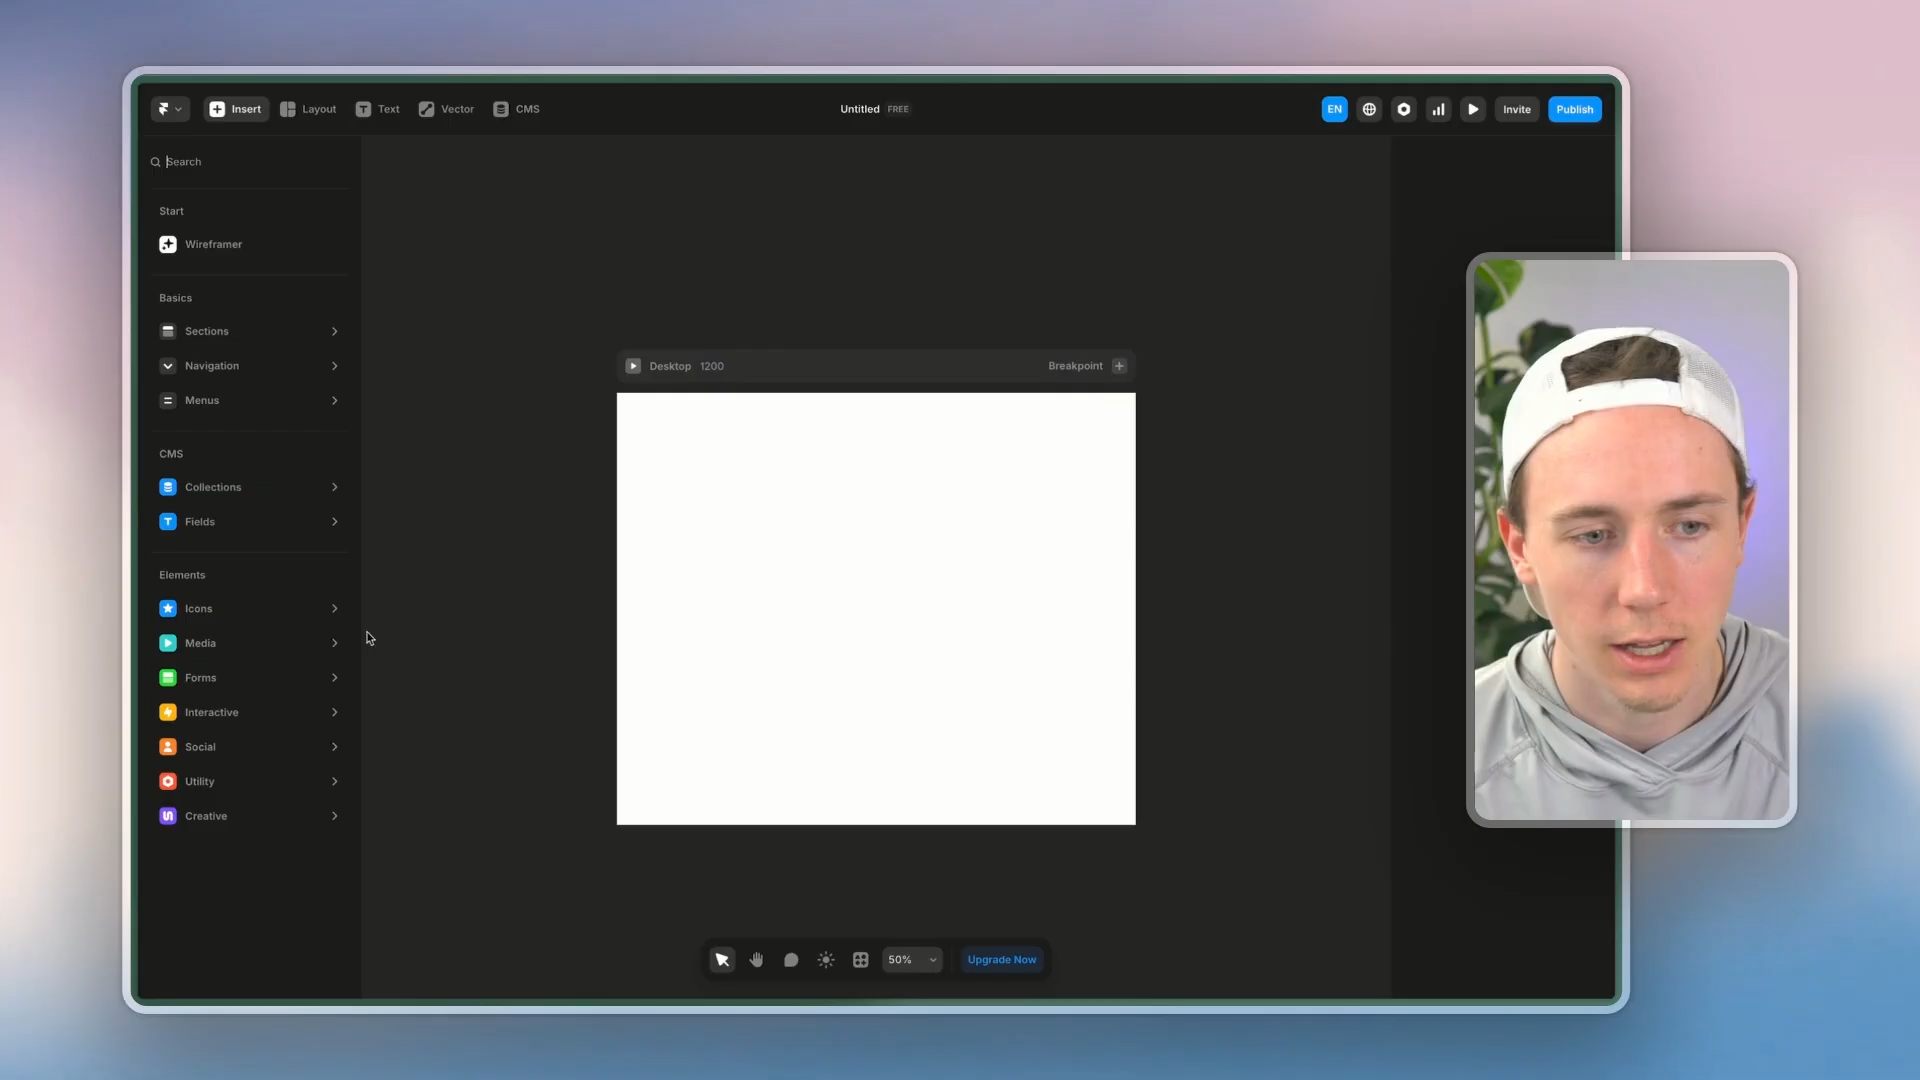 Insert
Layout
Text
Vector
CMS
Untitled FREE
EN
Invite
Publish
Search
Start
Wireframer
Basics
Sections
Navigation
Menus
CMS
Collections
Fields
Elements
Icons
Media
Forms
Interactive
Social
Utility
Creative
Desktop 1200
Breakpoint
50%
Upgrade Now